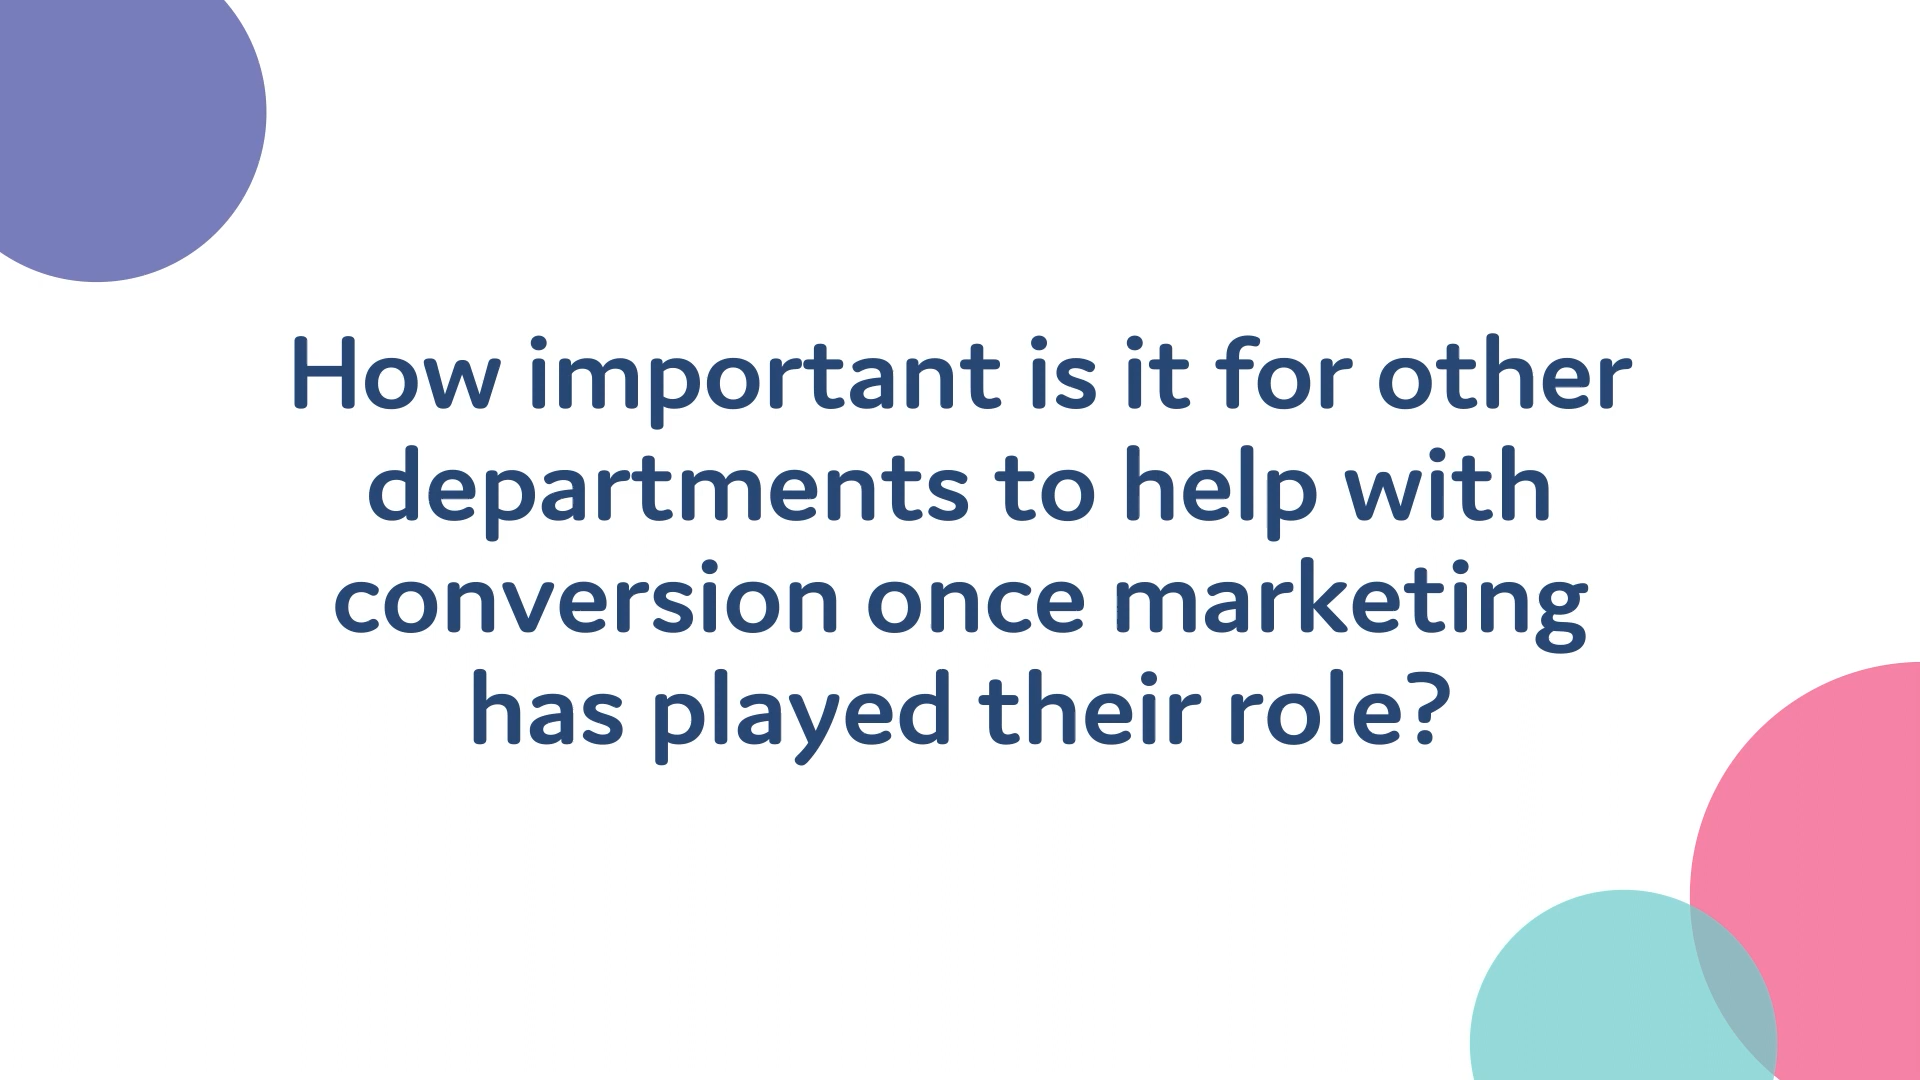 How important is it for other
departments to help with
conversion once marketing
has played their role?